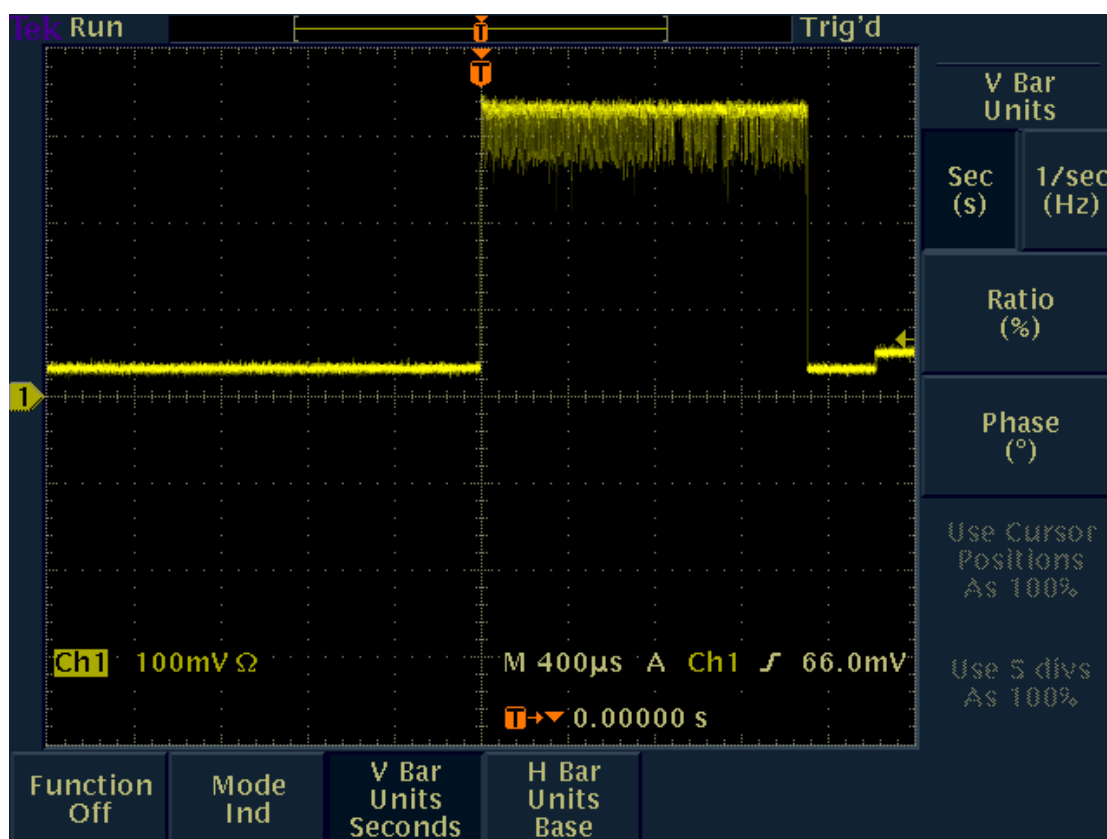 Tek Run
Trig'd
T
T
V Bar
Units
Sec
(s)
1/sec
(Hz)
Ratio
(%)
1
Phase
(°)
Use Cursor
Positions
As 100%
Ch1 100mVΩ
M 400µs A Ch1 66.0mV
Use 5 divs
As 100%
T 0.00000 s
Function
Off
Mode
Ind
V Bar
Units
Seconds
H Bar
Units
Base